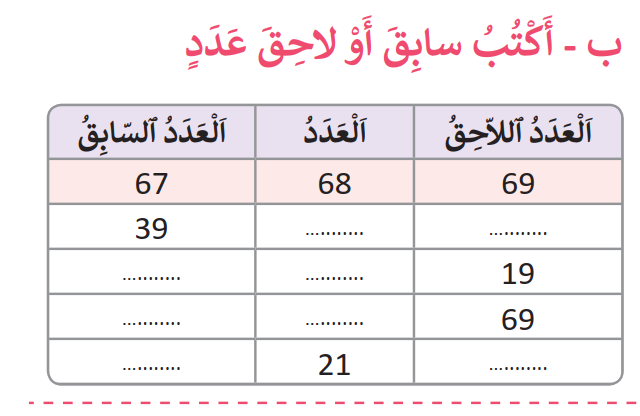 ب - أَكْتُبُ سابِقَ أَوْ لاحِقَ عَدَدٍ
اَلْعَدَدُ ٱللاّحِقُ اَلْعَدَدُ اَلْعَدَدُ ٱلسّابِقُ
69 68 67
........... ........... 39
19 ........... ...........
69 ........... ...........
........... 21 ...........